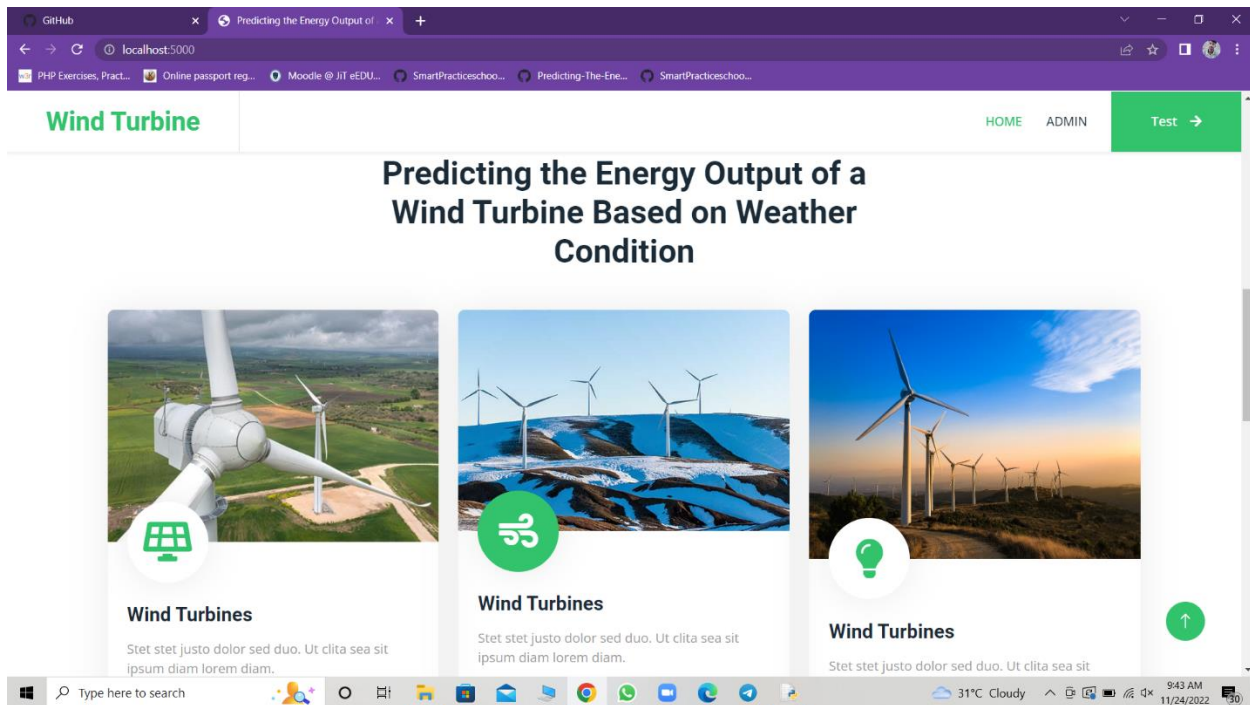 GitHub
Predicting the Energy Output of
localhost:5000
PHP Exercises, Pract...
Online passport reg...
Moodle @ JiT eEDU...
SmartPracticeschoo...
Predicting-The-Ene...
SmartPracticeschoo...
Wind Turbine
HOME
ADMIN
Test
Predicting the Energy Output of a
Wind Turbine Based on Weather
Condition
Wind Turbines
Stet stet justo dolor sed duo. Ut clita sea sit
ipsum diam lorem diam.
Wind Turbines
Stet stet justo dolor sed duo. Ut clita sea sit
ipsum diam lorem diam.
Wind Turbines
Stet stet justo dolor sed duo. Ut clita sea sit
Type here to search
31°C Cloudy
9:43 AM
11/24/2022
30